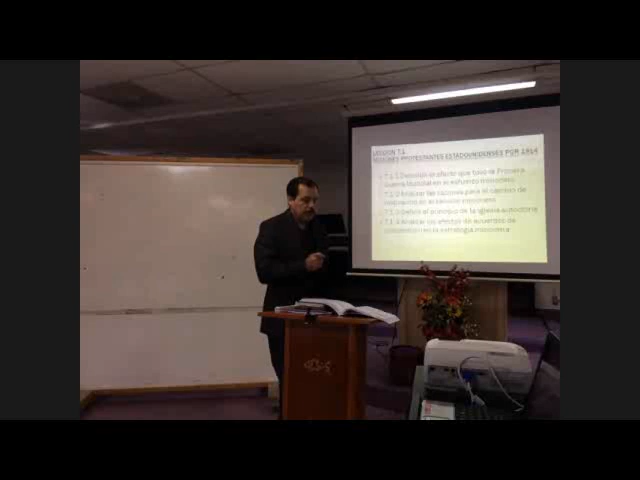 LECCION 7.1
MISIONES PROTESTANTES ESTADOUNIDENSES POR 1914
7.1.1 Describir el efecto que tuvo la Primera
Guerra Mundial en el esfuerzo misionero
7.1.2 Analizar las razones para el cambio de
motivación en el servicio misionero
7.1.3 Definir el principio de la iglesia autóctona
7.1.4 Analizar los efectos de acuerdos de
en la estrategia misionera